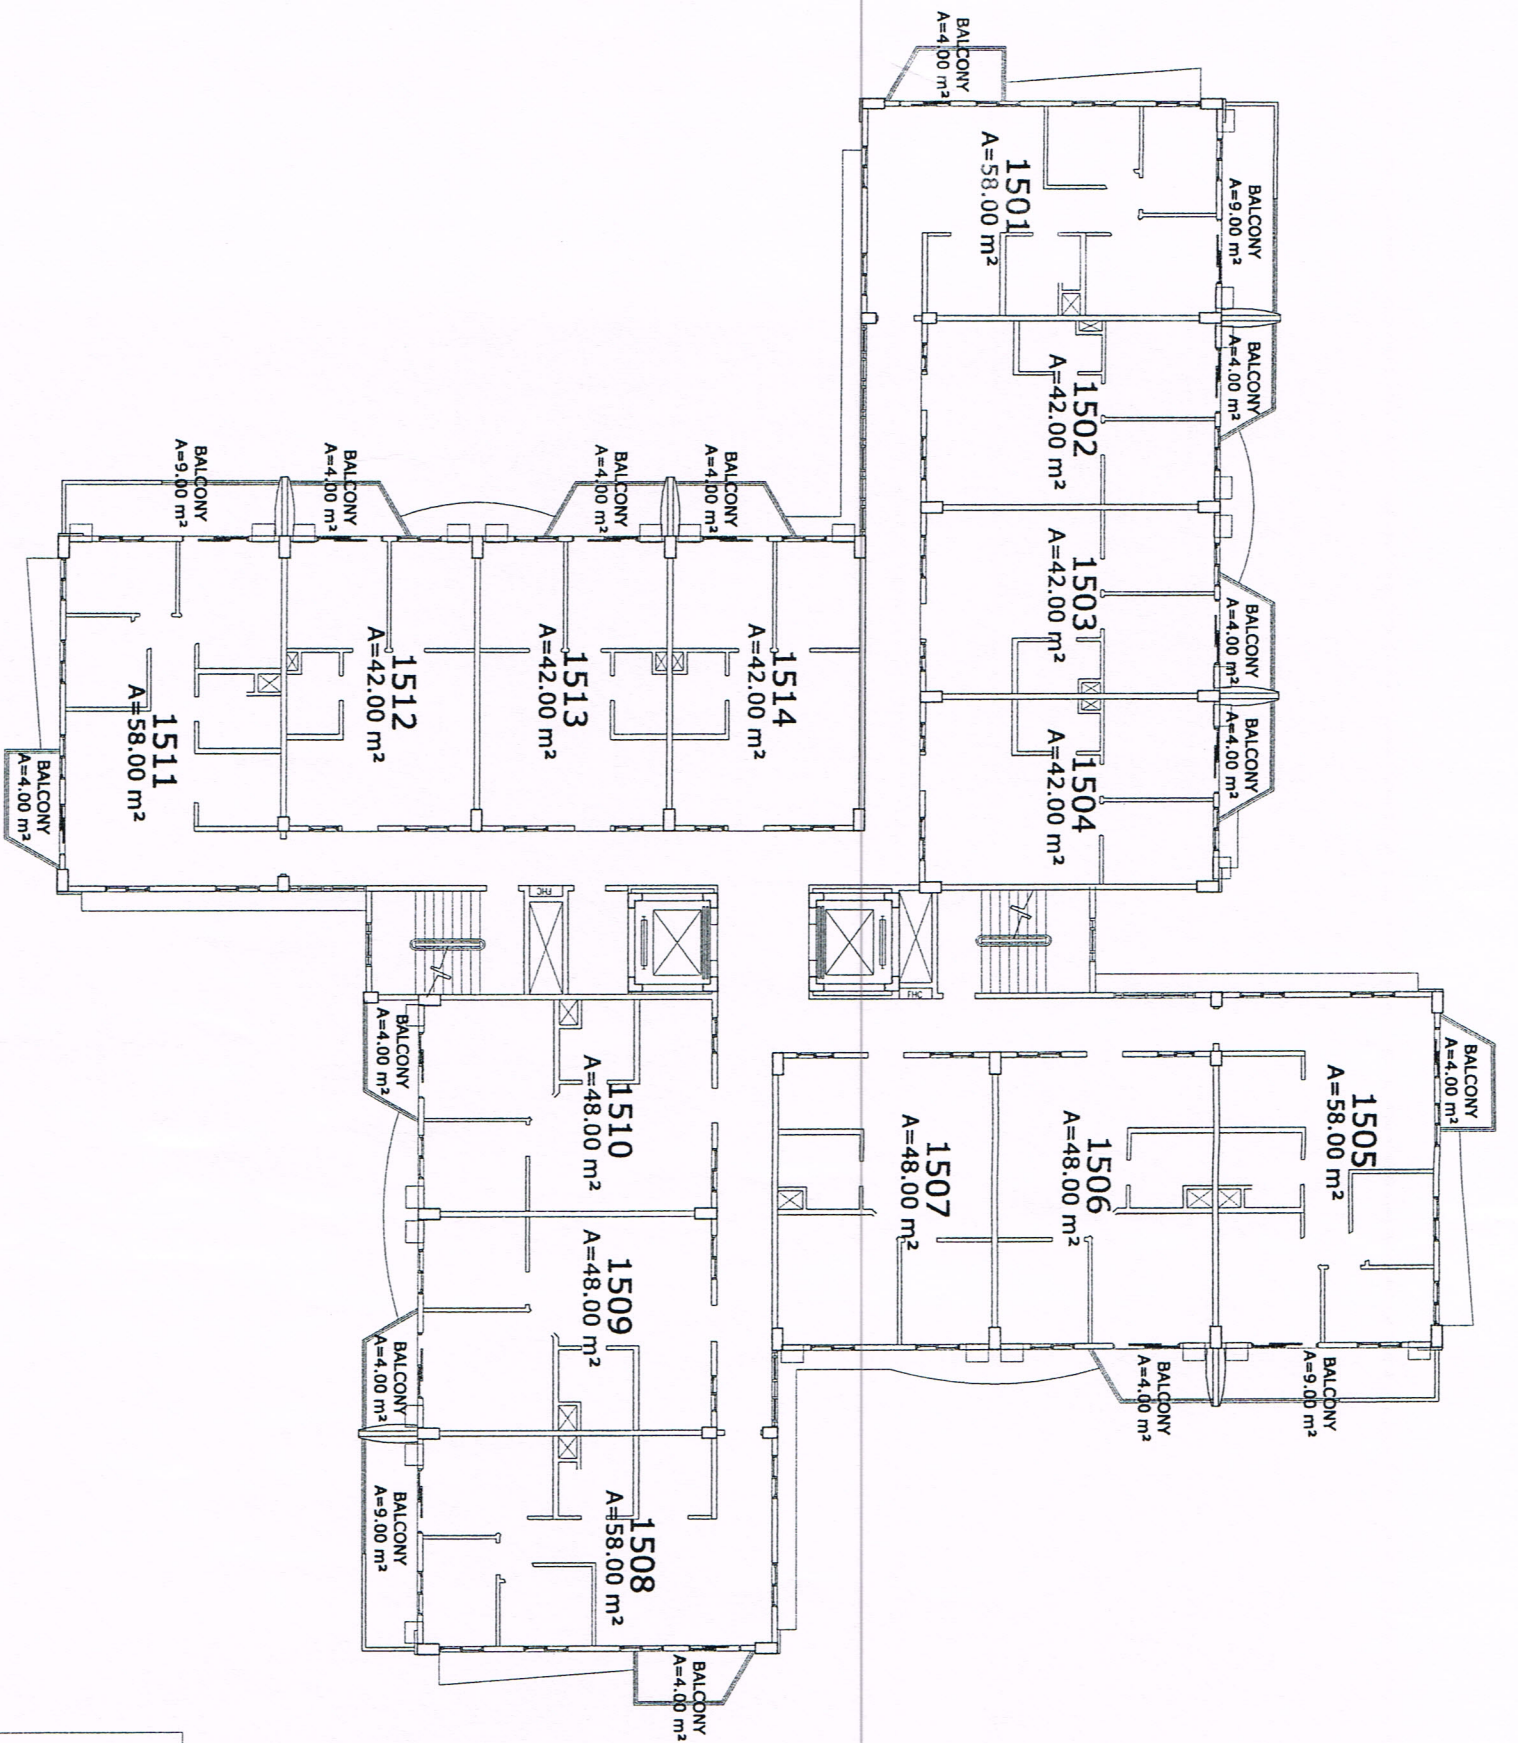 BALCONY
A=4.00 m²
1501
A=58.00 m²
BALCONY
A=9.00 m²
BALCONY
A=4.00 m²
1502
A=42.00 m²
1503
A=42.00 m²
BALCONY
A=4.00 m²
BALCONY
A=4.00 m²
1504
A=42.00 m²
BALCONY
A=9.00 m²
BALCONY
A=4.00 m²
BALCONY
A=4.00 m²
BALCONY
A=4.00 m²
1511
A=58.00 m²
1512
A=42.00 m²
1513
A=42.00 m²
1514
A=42.00 m²
BALCONY
A=4.00 m²
FHC
FHC
BALCONY
A=4.00 m²
1510
A=48.00 m²
1507
A=48.00 m²
1506
A=48.00 m²
1505
A=58.00 m²
BALCONY
A=4.00 m²
1509
A=48.00 m²
BALCONY
A=4.00 m²
BALCONY
A=4.00 m²
BALCONY
A=9.00 m²
BALCONY
A=9.00 m²
1508
A=58.00 m²
BALCONY
A=4.00 m²